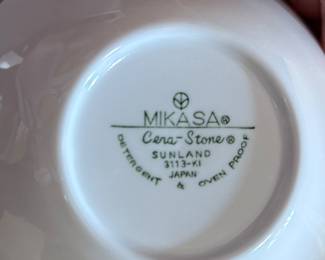 MIKASA®
Cera-Stone®
SUNLAND
3113-KI
JAPAN
DETERGENT & OVEN PROOF